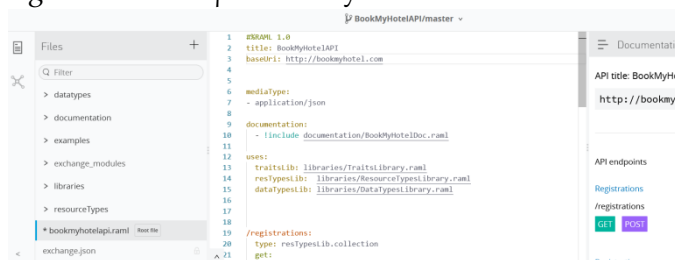 BookMyHotelAPI/master
Files +
Filter
> datatypes
> documentation
> examples
> exchange_modules
> libraries
> resourceTypes
* bookmyhotelapi.raml Root file
exchange.json
1 #%RAML 1.0
2 title: BookMyHotelAPI
3 baseUri: http://bookmyhotel.com
4
5
6 mediaType:
7 - application/json
8
9 documentation:
10 - !include documentation/BookMyHotelDoc.raml
11
12 uses:
13 traitsLib: libraries/TraitsLibrary.raml
14 resTypesLib: libraries/ResourceTypesLibrary.raml
15 dataTypesLib: libraries/DataTypesLibrary.raml
16
17
18
19 /registrations:
20 type: resTypesLib.collection
21 get:
Documentati
API title: BookMyH
http://bookmy
API endpoints
Registrations
/registrations
GET POST